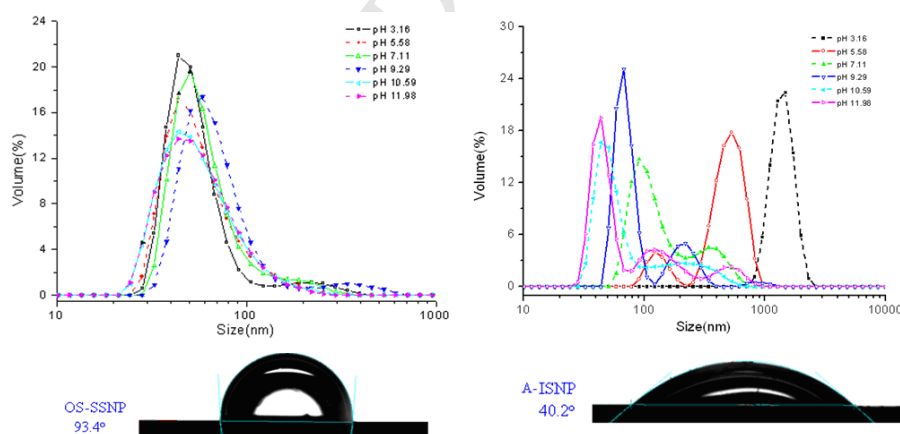 24
20
16
12
8
4
0
Volume(%)
pH 3.16
pH 5.58
pH 7.11
pH 9.29
pH 10.59
pH 11.98
10
100
1000
Size(nm)
30
24
18
12
6
0
Volume(%)
pH 3.16
pH 5.58
pH 7.11
pH 9.29
pH 10.59
pH 11.98
10
100
1000
10000
Size(nm)
OS-SSNP
93.4°
A-ISNP
40.2°